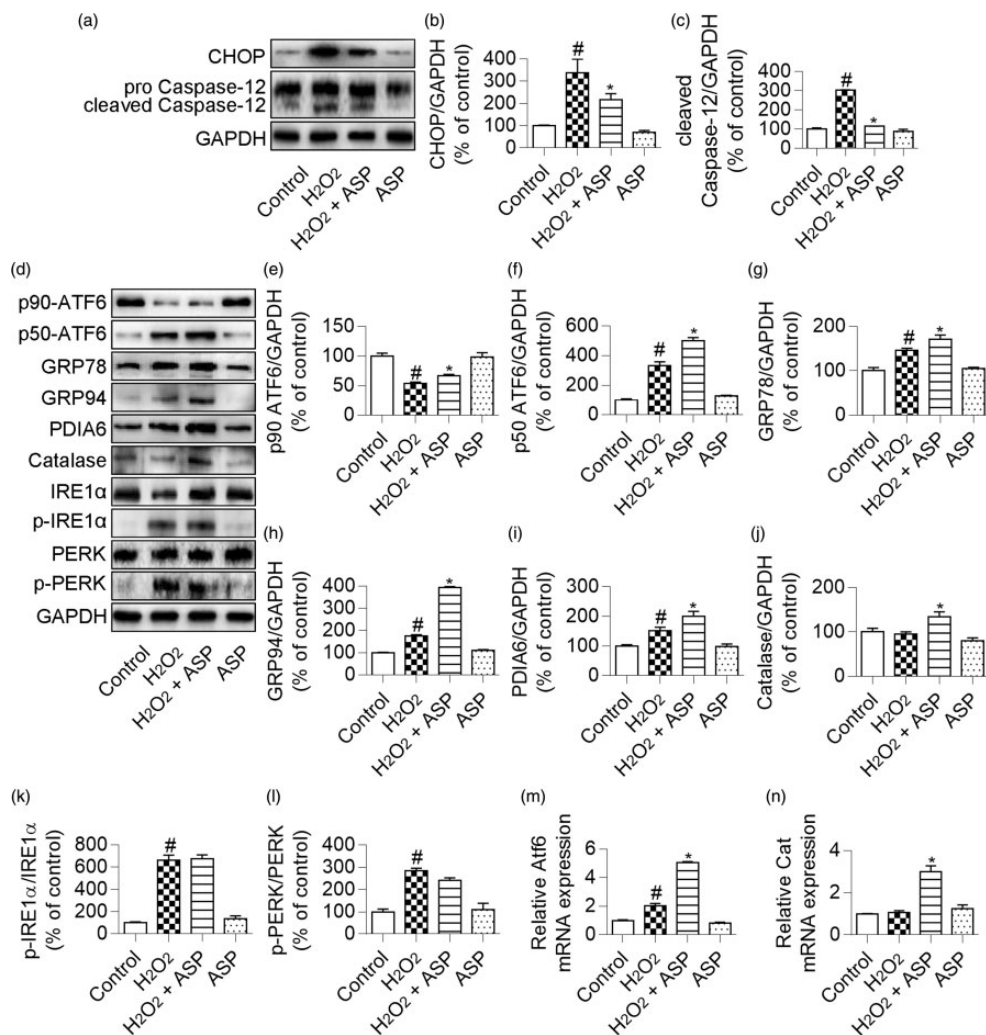 (a)
CHOP
pro Caspase-12
cleaved Caspase-12
GAPDH
Control
H2O2
H2O2 + ASP
ASP
(b)
CHOP/GAPDH
(% of control)
400
300
200
100
0
#
*
Control
H2O2
H2O2 + ASP
ASP
(c)
cleaved
Caspase-12/GAPDH
(% of control)
400
300
200
100
0
#
*
Control
H2O2
H2O2 + ASP
ASP
(d)
p90-ATF6
p50-ATF6
GRP78
GRP94
PDIA6
Catalase
IRE1α
p-IRE1α
PERK
p-PERK
GAPDH
Control
H2O2
H2O2 + ASP
ASP
(e)
p90 ATF6/GAPDH
(% of control)
150
100
50
0
#
*
Control
H2O2
H2O2 + ASP
ASP
(f)
p50 ATF6/GAPDH
(% of control)
600
400
200
0
#
*
Control
H2O2
H2O2 + ASP
ASP
(g)
GRP78/GAPDH
(% of control)
200
150
100
50
0
#
*
Control
H2O2
H2O2 + ASP
ASP
(h)
GRP94/GAPDH
(% of control)
400
300
200
100
0
#
*
Control
H2O2
H2O2 + ASP
ASP
(i)
PDIA6/GAPDH
(% of control)
300
200
100
0
#
*
Control
H2O2
H2O2 + ASP
ASP
(j)
Catalase/GAPDH
(% of control)
200
150
100
50
0
*
Control
H2O2
H2O2 + ASP
ASP
(k)
p-IRE1α/IRE1α
(% of control)
800
600
400
200
0
#
Control
H2O2
H2O2 + ASP
ASP
(l)
p-PERK/PERK
(% of control)
400
300
200
100
0
#
Control
H2O2
H2O2 + ASP
ASP
(m)
Relative Atf6
mRNA expression
6
4
2
0
#
*
Control
H2O2
H2O2 + ASP
ASP
(n)
Relative Cat
mRNA expression
4
3
2
1
0
*
Control
H2O2
H2O2 + ASP
ASP